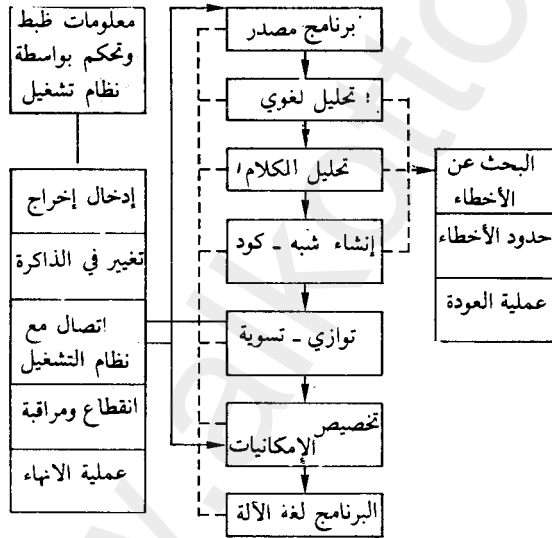 معلومات ظبط
وتحكم بواسطة
نظام تشغيل
إدخال إخراج
تغيير في الذاكرة
اتصال مع
نظام التشغيل
انقطاع ومراقبة
عملية الانهاء
برنامج مصدر
تحليل لغوي
تحليل المكلام
إنشاء شبه - كود
توازي - تسوية
تخصيص
الإمكانيات
البرنامج لغة الآلة
البحث عن
الأخطاء
حدود الأخطاء
عملية العودة